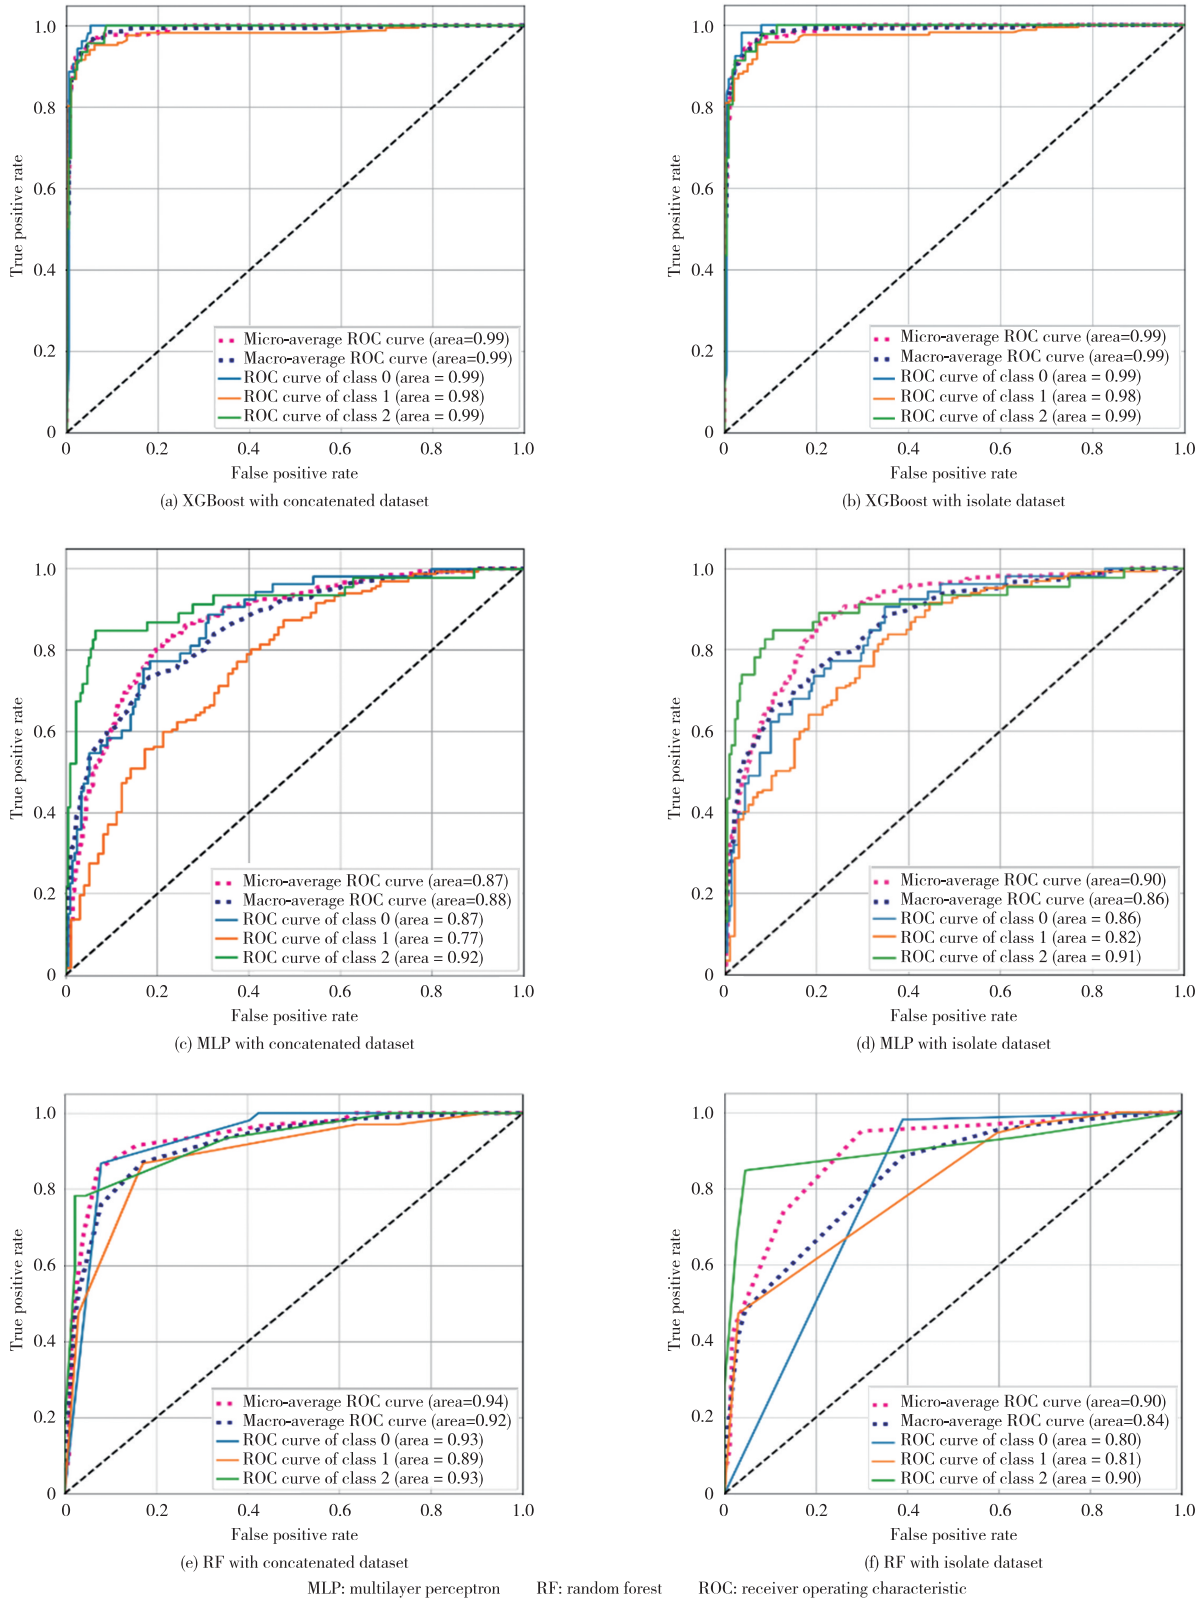 1.0
0.8
0.6
0.4
0.2
0
True positive rate
Micro-average ROC curve (area=0.99)
Macro-average ROC curve (area=0.99)
ROC curve of class 0 (area = 0.99)
ROC curve of class 1 (area = 0.98)
ROC curve of class 2 (area = 0.99)
0 0.2 0.4 0.6 0.8 1.0
False positive rate
(a) XGBoost with concatenated dataset
1.0
0.8
0.6
0.4
0.2
0
True positive rate
Micro-average ROC curve (area=0.99)
Macro-average ROC curve (area=0.99)
ROC curve of class 0 (area = 0.99)
ROC curve of class 1 (area = 0.98)
ROC curve of class 2 (area = 0.99)
0 0.2 0.4 0.6 0.8 1.0
False positive rate
(b) XGBoost with isolate dataset
1.0
0.8
0.6
0.4
0.2
0
True positive rate
Micro-average ROC curve (area=0.87)
Macro-average ROC curve (area=0.88)
ROC curve of class 0 (area = 0.87)
ROC curve of class 1 (area = 0.77)
ROC curve of class 2 (area = 0.92)
0 0.2 0.4 0.6 0.8 1.0
False positive rate
(c) MLP with concatenated dataset
1.0
0.8
0.6
0.4
0.2
0
True positive rate
Micro-average ROC curve (area=0.90)
Macro-average ROC curve (area=0.86)
ROC curve of class 0 (area = 0.86)
ROC curve of class 1 (area = 0.82)
ROC curve of class 2 (area = 0.91)
0 0.2 0.4 0.6 0.8 1.0
False positive rate
(d) MLP with isolate dataset
1.0
0.8
0.6
0.4
0.2
0
True positive rate
Micro-average ROC curve (area=0.94)
Macro-average ROC curve (area=0.92)
ROC curve of class 0 (area = 0.93)
ROC curve of class 1 (area = 0.89)
ROC curve of class 2 (area = 0.93)
0 0.2 0.4 0.6 0.8 1.0
False positive rate
(e) RF with concatenated dataset
1.0
0.8
0.6
0.4
0.2
0
True positive rate
Micro-average ROC curve (area=0.90)
Macro-average ROC curve (area=0.84)
ROC curve of class 0 (area = 0.80)
ROC curve of class 1 (area = 0.81)
ROC curve of class 2 (area = 0.90)
0 0.2 0.4 0.6 0.8 1.0
False positive rate
(f) RF with isolate dataset
MLP: multilayer perceptron RF: random forest ROC: receiver operating characteristic